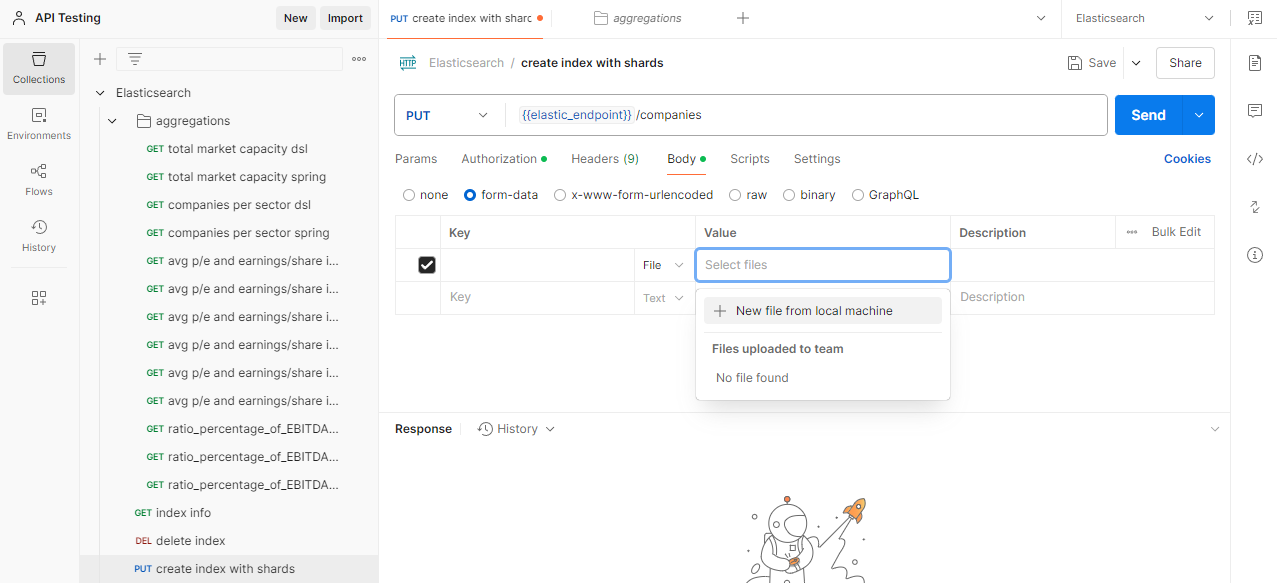 API Testing
New
Import
PUT create index with shards
aggregations
Elasticsearch
Collections
Environments
Flows
History
Elasticsearch
aggregations
GET total market capacity dsl
GET total market capacity spring
GET companies per sector dsl
GET companies per sector spring
GET avg p/e and earnings/share i...
GET avg p/e and earnings/share i...
GET avg p/e and earnings/share i...
GET avg p/e and earnings/share i...
GET avg p/e and earnings/share i...
GET avg p/e and earnings/share i...
GET ratio_percentage_of_EBITDA...
GET ratio_percentage_of_EBITDA...
GET ratio_percentage_of_EBITDA...
GET index info
DEL delete index
PUT create index with shards
HTTP Elasticsearch / create index with shards
Save
Share
PUT
{{elastic_endpoint}} /companies
Send
Params
Authorization
Headers (9)
Body
Scripts
Settings
Cookies
none
form-data
x-www-form-urlencoded
raw
binary
GraphQL
Key
Value
Description
Bulk Edit
File
Select files
Key
Text
Description
New file from local machine
Files uploaded to team
No file found
Response
History